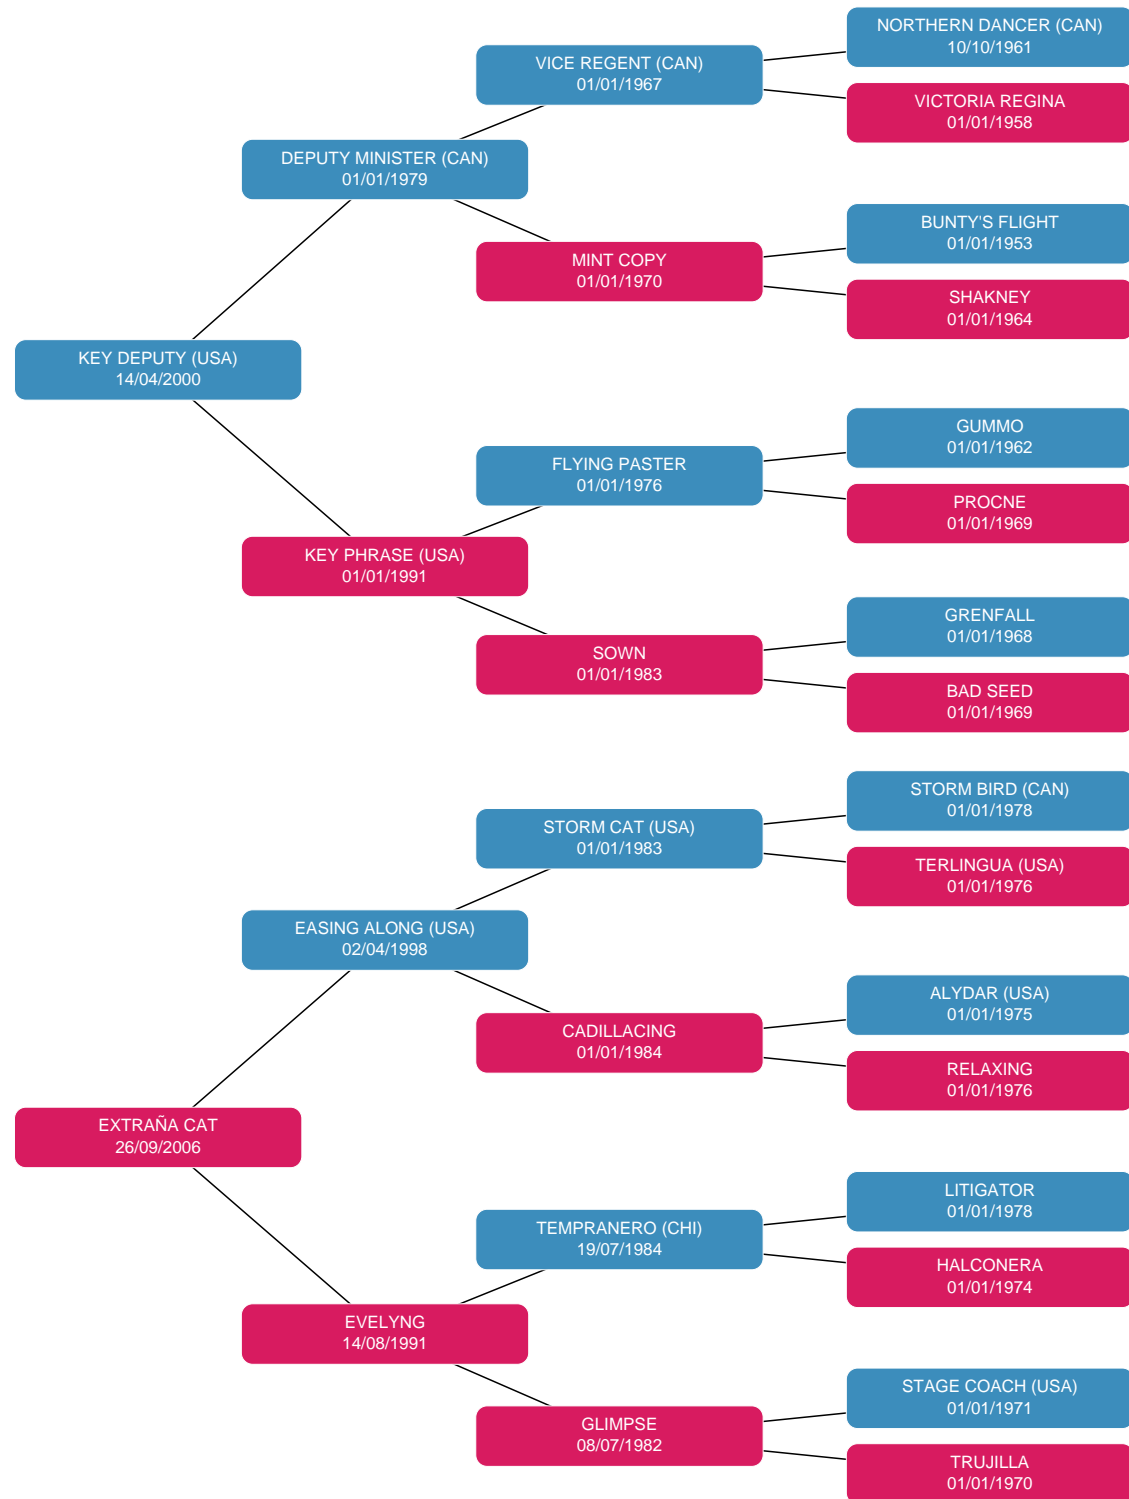 NORTHERN DANCER (CAN)
10/10/1961
VICE REGENT (CAN)
01/01/1967
VICTORIA REGINA
01/01/1958
DEPUTY MINISTER (CAN)
01/01/1979
BUNTY'S FLIGHT
01/01/1953
MINT COPY
01/01/1970
SHAKNEY
01/01/1964
KEY DEPUTY (USA)
14/04/2000
GUMMO
01/01/1962
FLYING PASTER
01/01/1976
PROCNE
01/01/1969
KEY PHRASE (USA)
01/01/1991
GRENFALL
01/01/1968
SOWN
01/01/1983
BAD SEED
01/01/1969
STORM BIRD (CAN)
01/01/1978
STORM CAT (USA)
01/01/1983
TERLINGUA (USA)
01/01/1976
EASING ALONG (USA)
02/04/1998
ALYDAR (USA)
01/01/1975
CADILLACING
01/01/1984
RELAXING
01/01/1976
EXTRAÑA CAT
26/09/2006
LITIGATOR
01/01/1978
TEMPRANERO (CHI)
19/07/1984
HALCONERA
01/01/1974
EVELYNG
14/08/1991
STAGE COACH (USA)
01/01/1971
GLIMPSE
08/07/1982
TRUJILLA
01/01/1970